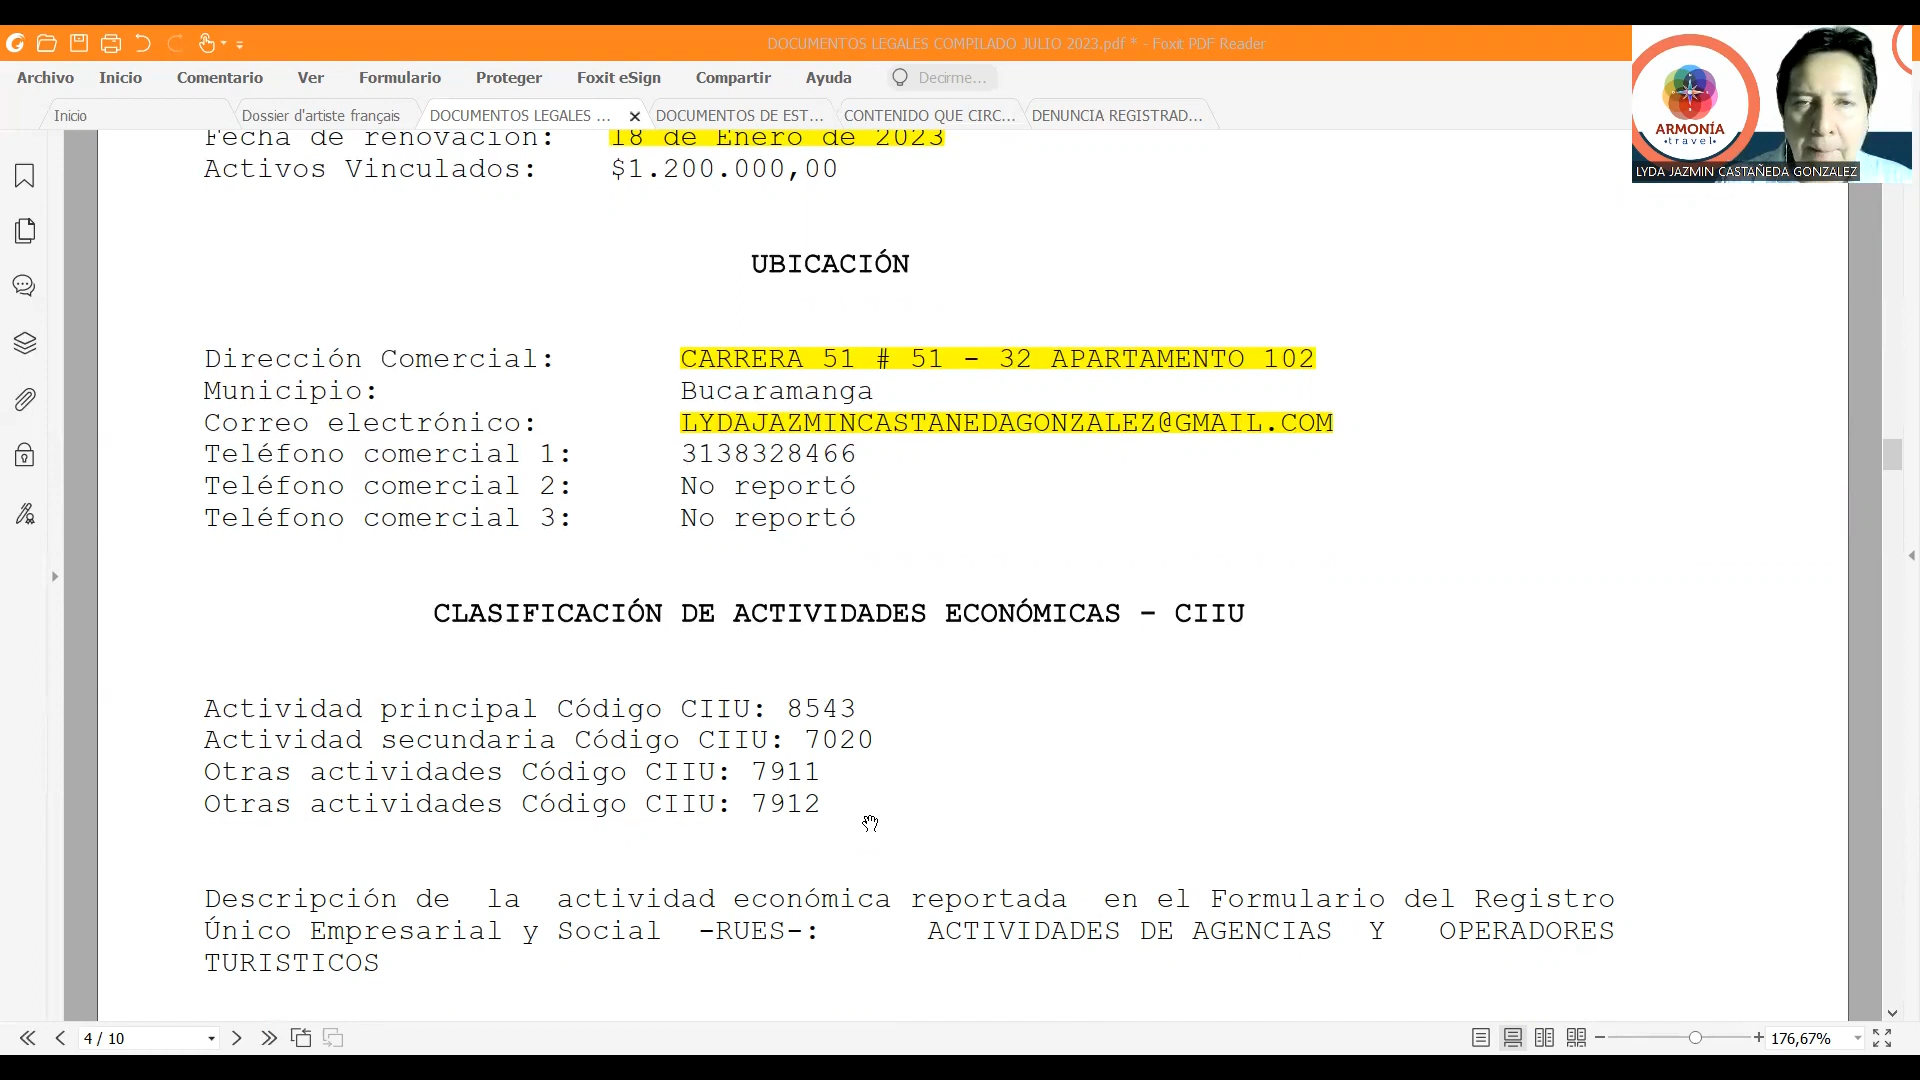 DOCUMENTOS LEGALES COMPILADO JULIO 2023.pdf * - Foxit PDF Reader
Archivo Inicio Comentario Ver Formulario Proteger Foxit eSign Compartir Ayuda Decirme...
Inicio Dossier d'artiste français DOCUMENTOS LEGALES ... DOCUMENTOS DE EST... CONTENIDO QUE CIRC... DENUNCIA REGISTRAD...
ARMONÍA
travel
LYDA JAZMIN CASTAÑEDA GONZALEZ
Fecha de renovación: 18 de Enero de 2023
Activos Vinculados: $1.200.000,00
UBICACIÓN
Dirección Comercial: CARRERA 51 # 51 - 32 APARTAMENTO 102
Municipio: Bucaramanga
Correo electrónico: LYDAJAZMINCASTANEDAGONZALEZ@GMAIL.COM
Teléfono comercial 1: 3138328466
Teléfono comercial 2: No reportó
Teléfono comercial 3: No reportó
CLASIFICACIÓN DE ACTIVIDADES ECONÓMICAS - CIIU
Actividad principal Código CIIU: 8543
Actividad secundaria Código CIIU: 7020
Otras actividades Código CIIU: 7911
Otras actividades Código CIIU: 7912
Descripción de la actividad económica reportada en el Formulario del Registro
Único Empresarial y Social -RUES-: ACTIVIDADES DE AGENCIAS Y OPERADORES
TURISTICOS
4 / 10
176,67%